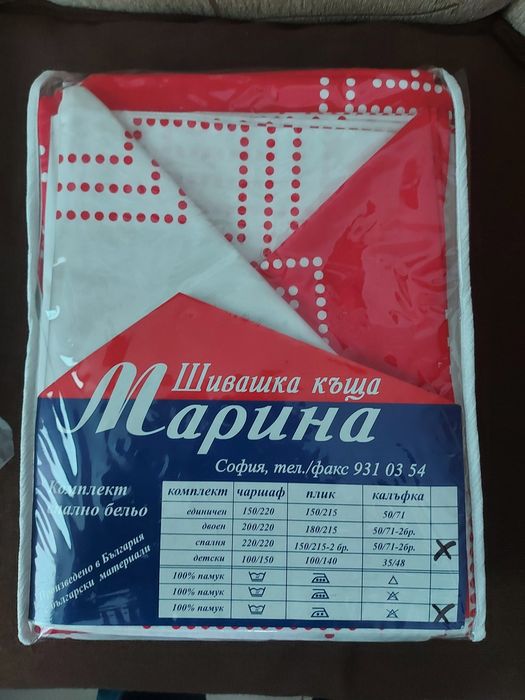 Шивашка къща
Марина
София, тел./факс 931 03 54
Комплект
спално бельо
Произведено в България
български материали
комплект чаршаф плик калъфка
единичен 150/220 150/215 50/71
двоен 200/220 180/215 50/71-2бр.
спалня 220/220 150/215-2 бр. 50/71-2бр.
детски 100/150 100/140 35/48
100% памук
100% памук
100% памук